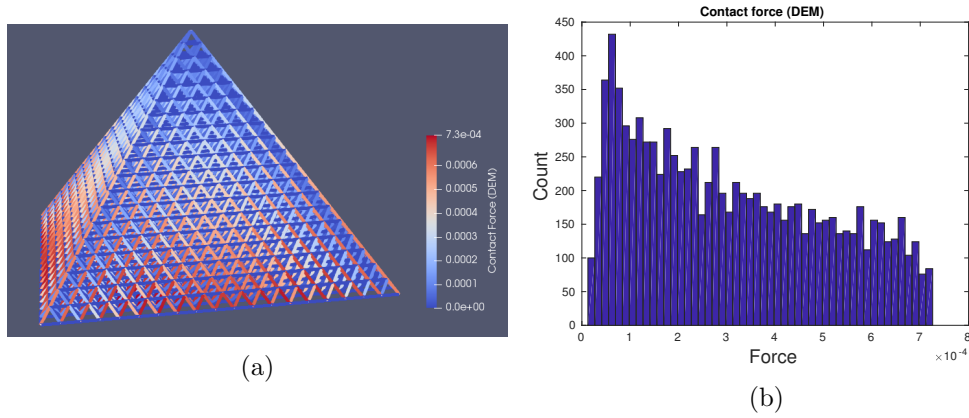 7.3e-04
0.0006
0.0005
0.0004
0.0003
0.0002
0.0001
0.0e+00
Contact Force (DEM)
(a)
Contact force (DEM)
450
400
350
300
250
200
150
100
50
0
Count
0 1 2 3 4 5 6 7 8
×10⁻⁴
Force
(b)